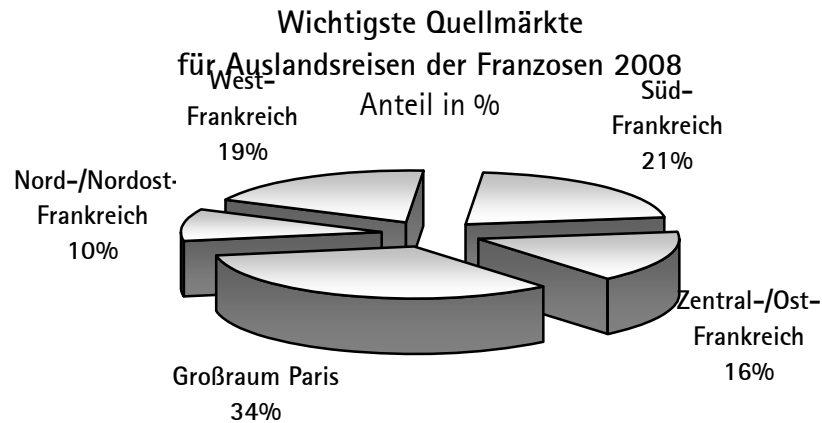 Wichtigste Quellmärkte
für Auslandsreisen der Franzosen 2008
Anteil in %
West-
Frankreich
19%
Süd-
Frankreich
21%
Nord-/Nordost-
Frankreich
10%
Zentral-/Ost-
Frankreich
16%
Großraum Paris
34%